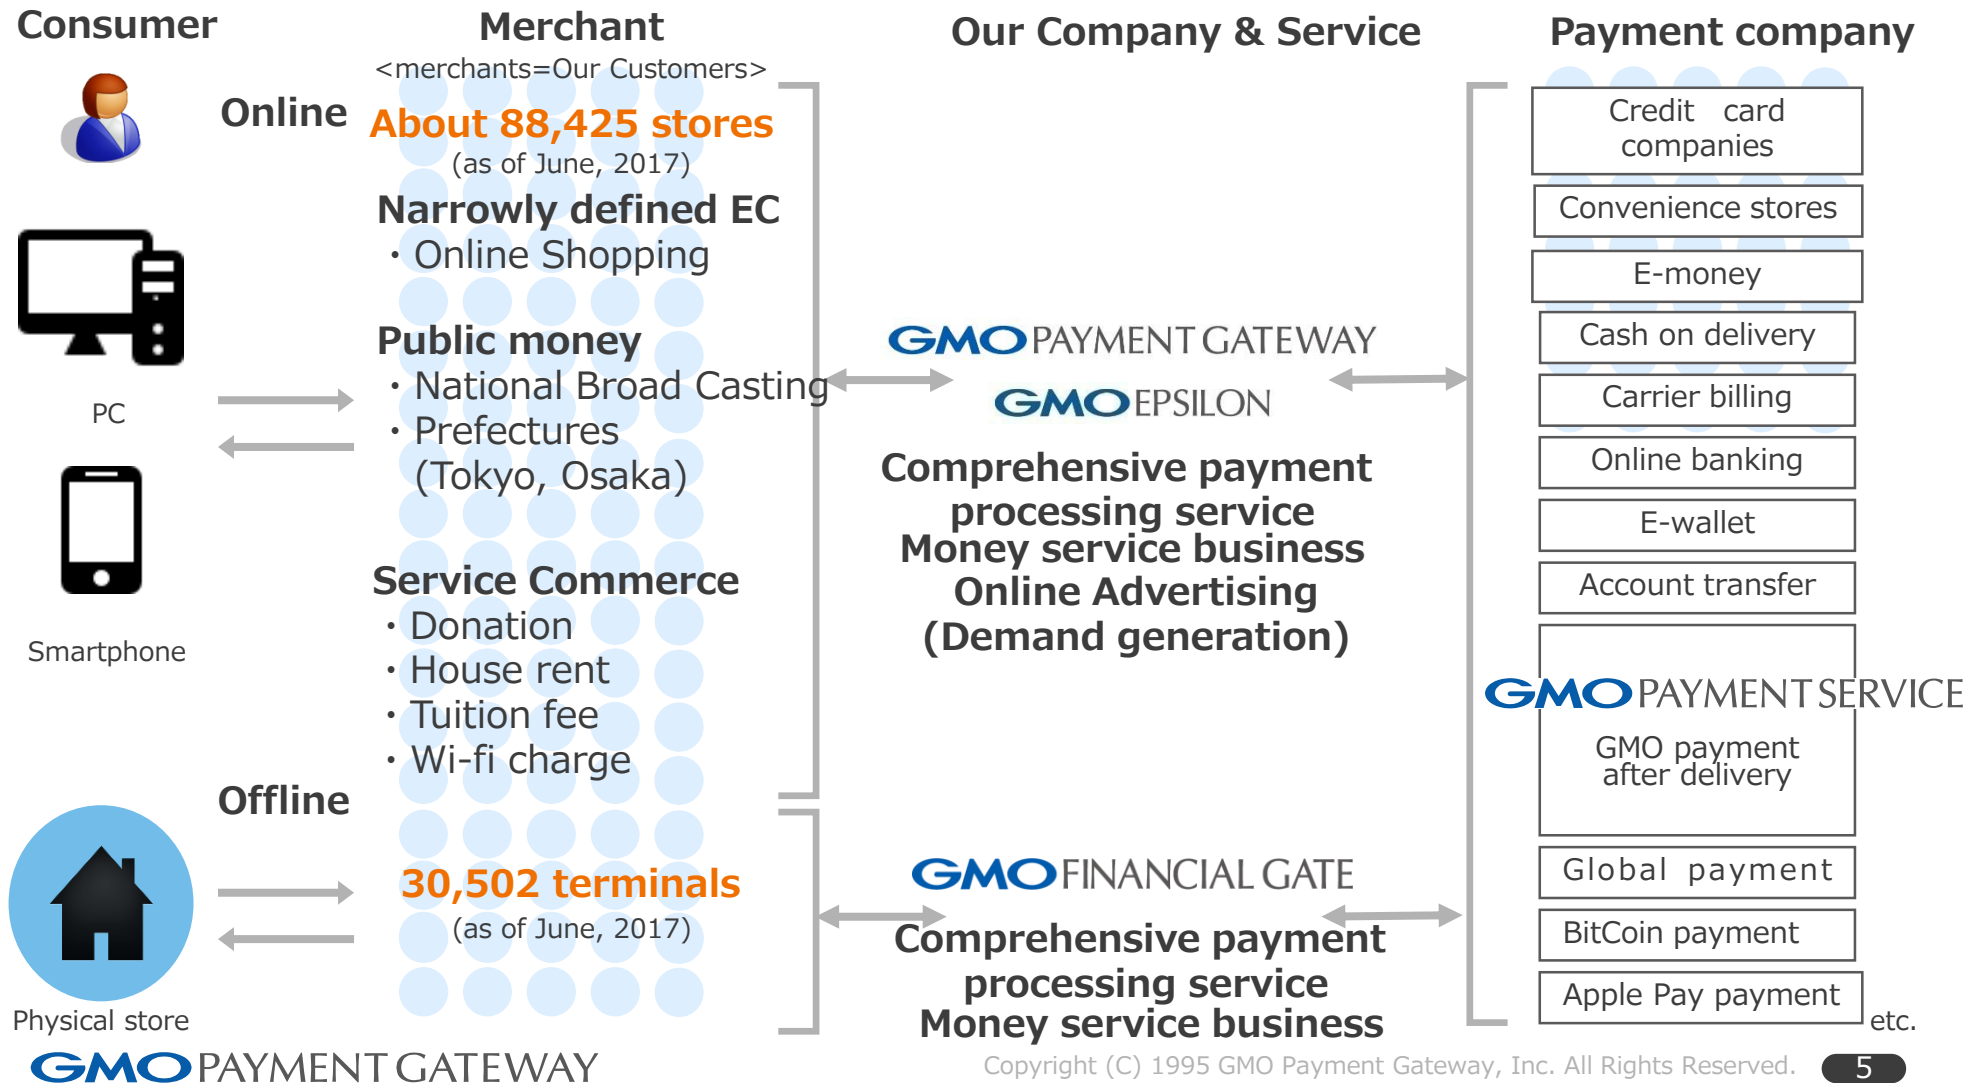 Consumer
Merchant
<merchants=Our Customers>
Our Company & Service
Payment company
Online
About 88,425 stores
(as of June, 2017)
Narrowly defined EC
・Online Shopping
Public money
・National Broad Casting
・Prefectures
(Tokyo, Osaka)
Service Commerce
・Donation
・House rent
・Tuition fee
・Wi-fi charge
PC
Smartphone
Offline
30,502 terminals
(as of June, 2017)
Physical store
GMO PAYMENT GATEWAY
GMO EPSILON
Comprehensive payment
processing service
Money service business
Online Advertising
(Demand generation)
GMO FINANCIAL GATE
Comprehensive payment
processing service
Money service business
Credit card
companies
Convenience stores
E-money
Cash on delivery
Carrier billing
Online banking
E-wallet
Account transfer
GMO PAYMENT SERVICE
GMO payment
after delivery
Global payment
BitCoin payment
Apple Pay payment
etc.
GMO PAYMENT GATEWAY
Copyright (C) 1995 GMO Payment Gateway, Inc. All Rights Reserved.
5